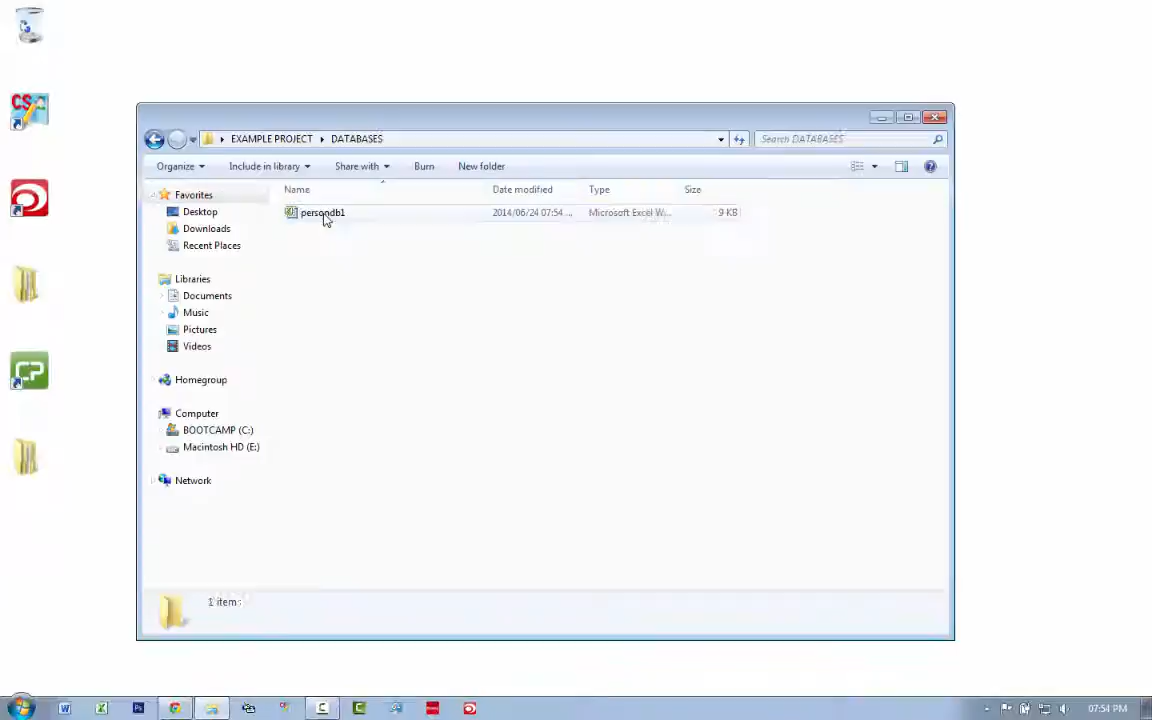 CS
EXAMPLE PROJECT DATABASES
Search DATABASES
Organize Include in library Share with Burn New folder
Favorites
Desktop
Downloads
Recent Places
Libraries
Documents
Music
Pictures
Videos
Homegroup
Computer
BOOTCAMP (C:)
Macintosh HD (E:)
Network
Name Date modified Type Size
persondb1 2014/06/24 07:54 ... Microsoft Excel W... 9 KB
1 item
CP
07:54 PM